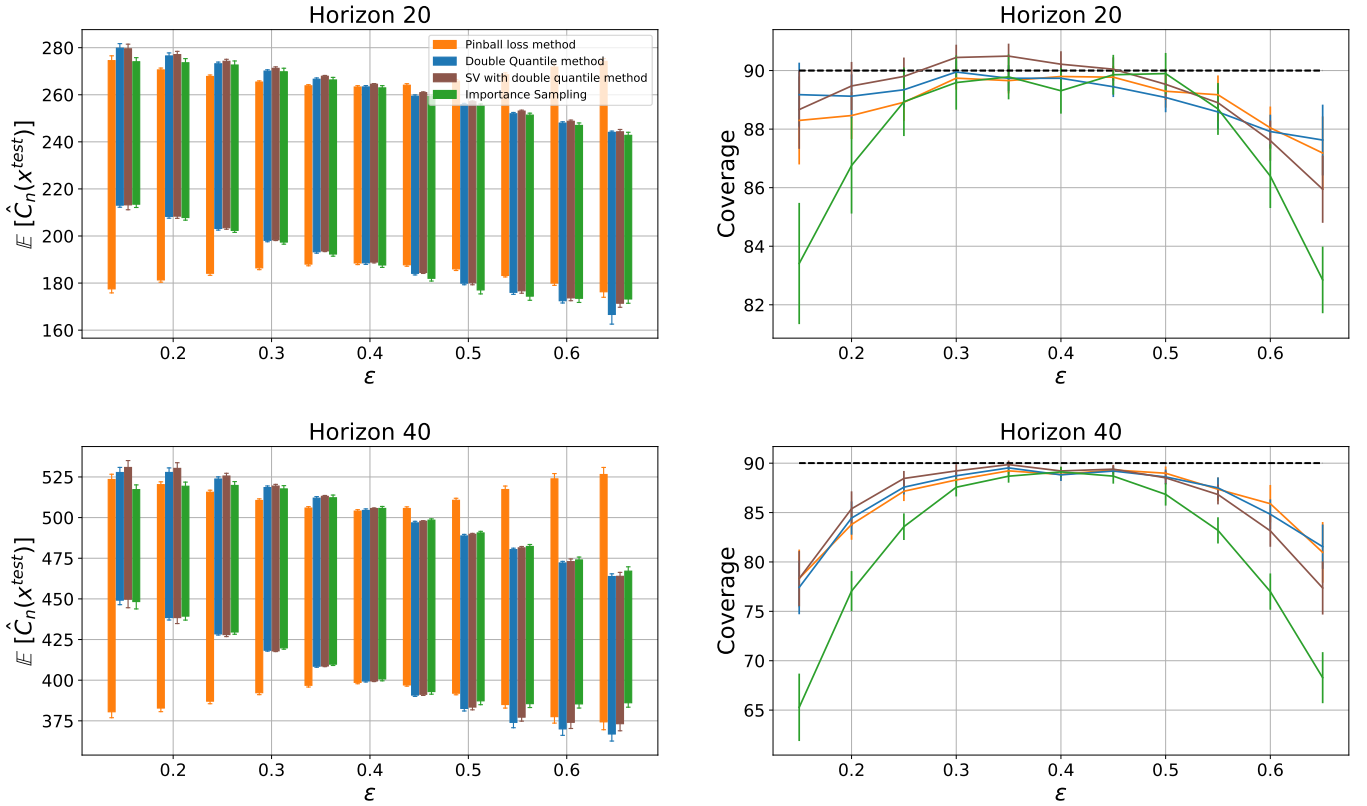 Horizon 20
280
260
240
220
200
180
160
𝔼 [Ĉn(x^test)]
Pinball loss method
Double Quantile method
SV with double quantile method
Importance Sampling
0.2 0.3 0.4 0.5 0.6
ε
Horizon 20
90
88
86
84
82
Coverage
0.2 0.3 0.4 0.5 0.6
ε
Horizon 40
525
500
475
450
425
400
375
𝔼 [Ĉn(x^test)]
0.2 0.3 0.4 0.5 0.6
ε
Horizon 40
90
85
80
75
70
65
Coverage
0.2 0.3 0.4 0.5 0.6
ε